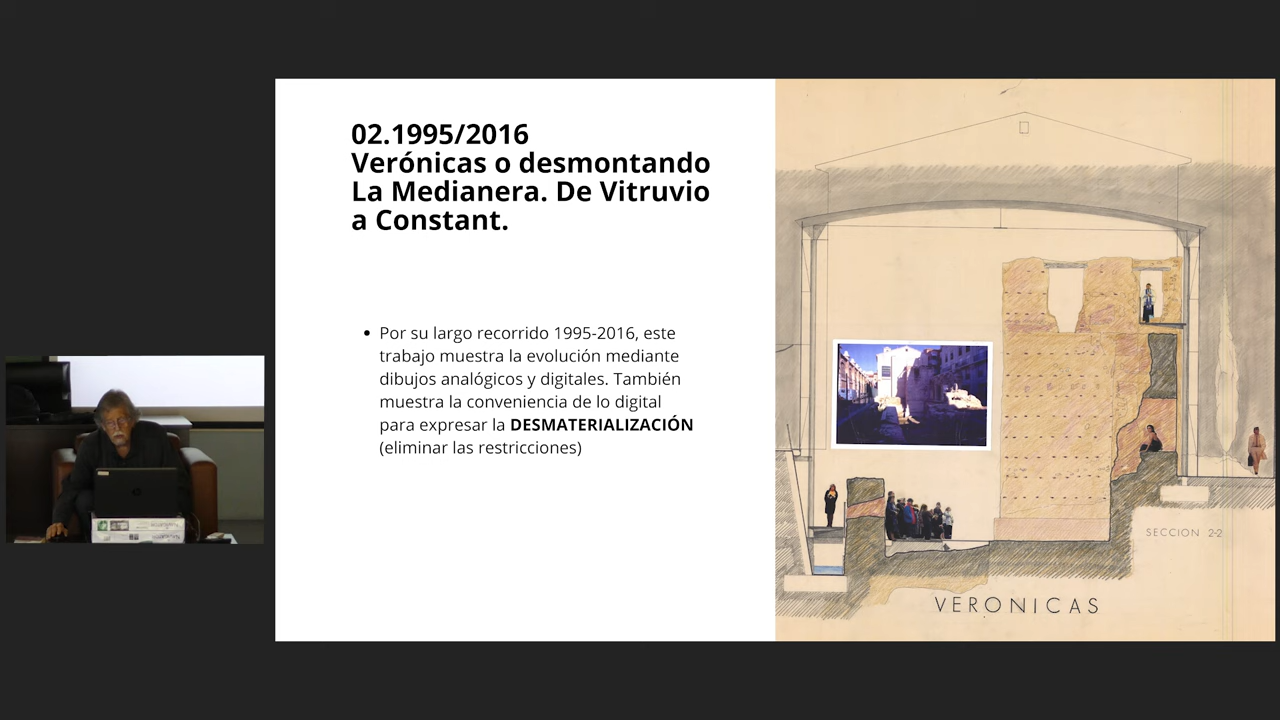 02.1995/2016
Verónicas o desmontando
La Medianera. De Vitruvio
a Constant.
• Por su largo recorrido 1995-2016, este
trabajo muestra la evolución mediante
dibujos analógicos y digitales. También
muestra la conveniencia de lo digital
para expresar la DESMATERIALIZACIÓN
(eliminar las restricciones)
SECCION 2-2
VERONICAS